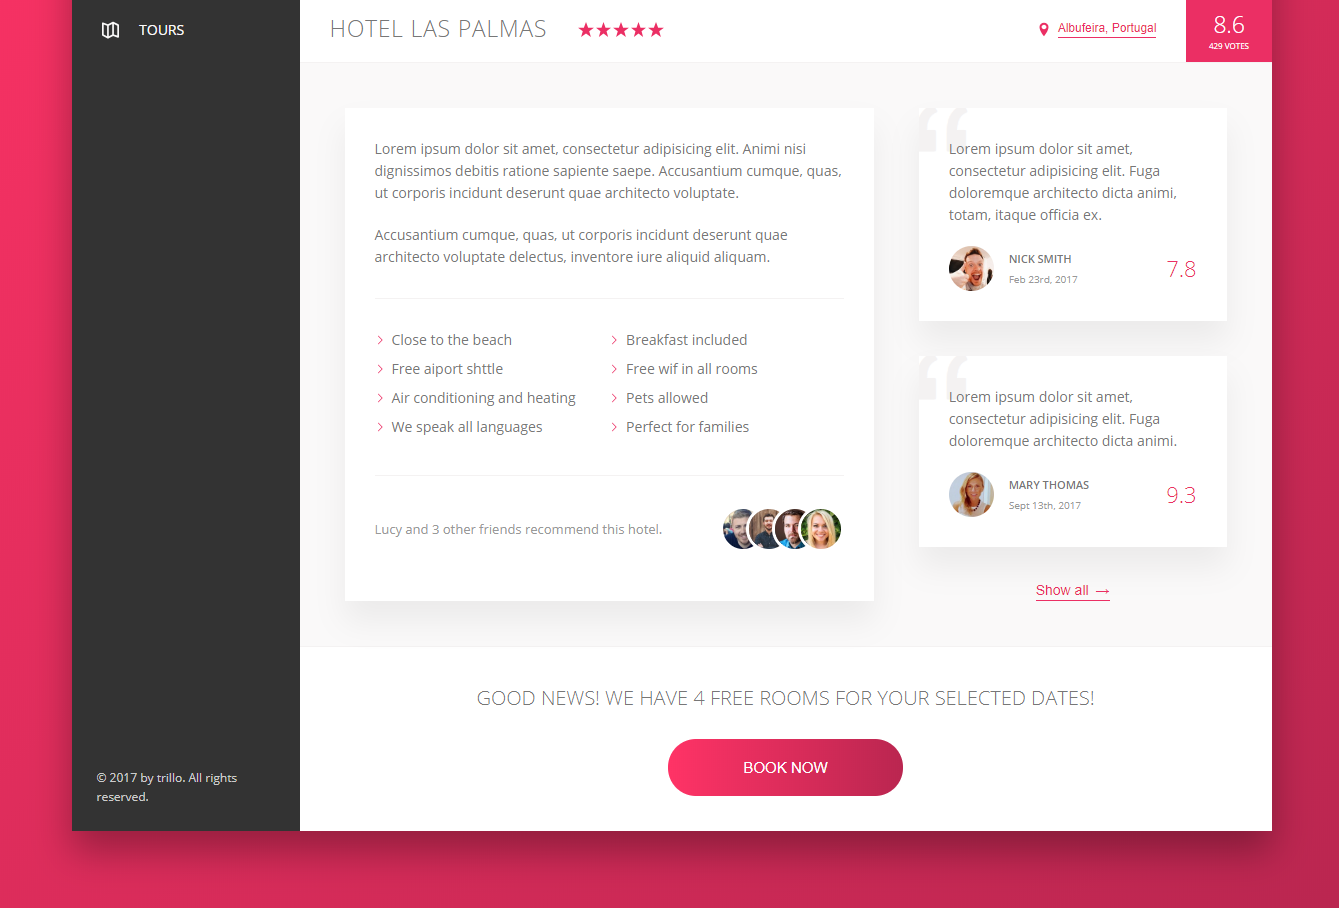 TOURS
HOTEL LAS PALMAS
Albufeira, Portugal
8.6
429 VOTES
Lorem ipsum dolor sit amet, consectetur adipisicing elit. Animi nisi
dignissimos debitis ratione sapiente saepe. Accusantium cumque, quas,
ut corporis incidunt deserunt quae architecto voluptate.
Accusantium cumque, quas, ut corporis incidunt deserunt quae
architecto voluptate delectus, inventore iure aliquid aliquam.
Close to the beach
Free aiport shttle
Air conditioning and heating
We speak all languages
Breakfast included
Free wif in all rooms
Pets allowed
Perfect for families
Lucy and 3 other friends recommend this hotel.
“
Lorem ipsum dolor sit amet,
consectetur adipisicing elit. Fuga
doloremque architecto dicta animi,
totam, itaque officia ex.
NICK SMITH
Feb 23rd, 2017
7.8
“
Lorem ipsum dolor sit amet,
consectetur adipisicing elit. Fuga
doloremque architecto dicta animi.
MARY THOMAS
Sept 13th, 2017
9.3
Show all →
GOOD NEWS! WE HAVE 4 FREE ROOMS FOR YOUR SELECTED DATES!
BOOK NOW
© 2017 by trillo. All rights
reserved.